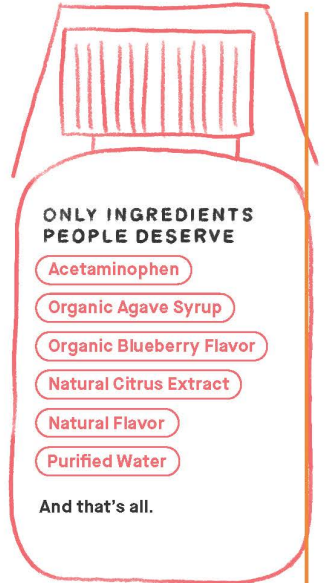 ONLY INGREDIENTS
PEOPLE DESERVE
Acetaminophen
Organic Agave Syrup
Organic Blueberry Flavor
Natural Citrus Extract
Natural Flavor
Purified Water
And that's all.